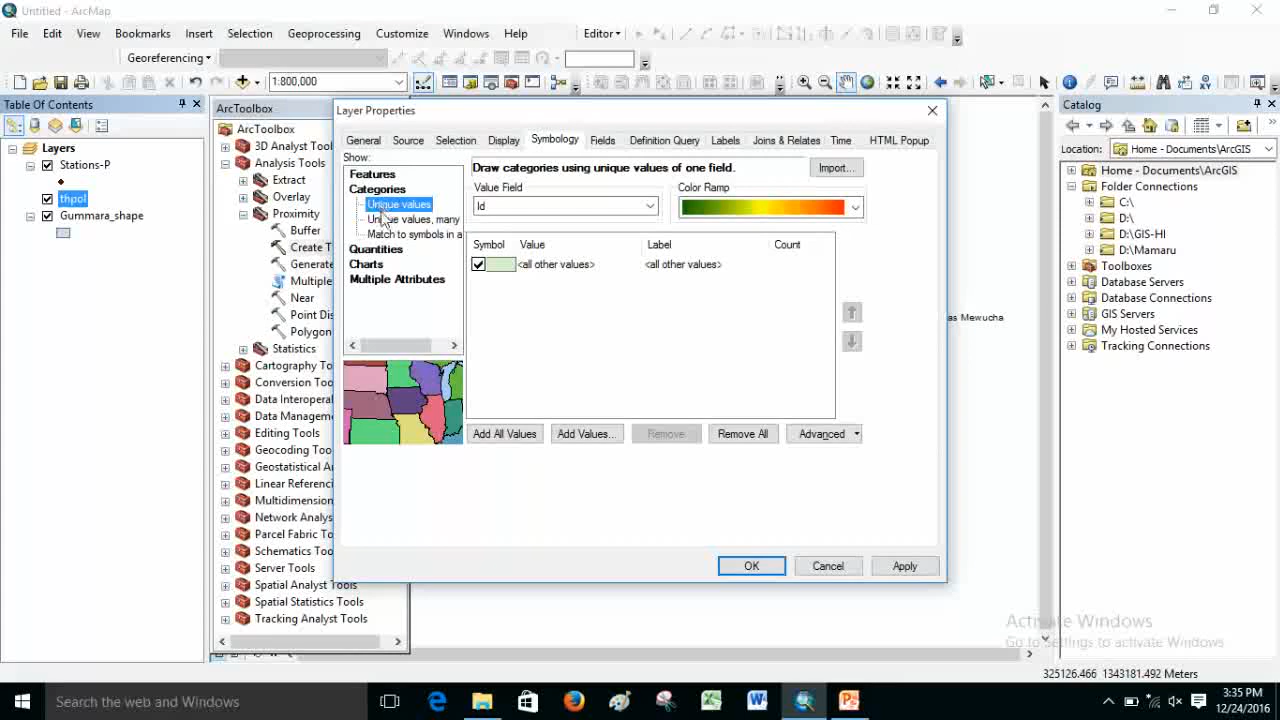 Untitled - ArcMap
File Edit View Bookmarks Insert Selection Geoprocessing Customize Windows Help Editor
Georeferencing
1:800,000
Table Of Contents
Layers
Stations-P
thpol
Gummara_shape
ArcToolbox
ArcToolbox
3D Analyst Tool
Analysis Tools
Extract
Overlay
Proximity
Buffer
Create T
Generate
Multiple
Near
Point Dis
Polygon
Statistics
Cartography To
Conversion Too
Data Interopera
Data Manageme
Editing Tools
Geocoding Too
Geostatistical An
Linear Referenci
Multidimension
Network Analys
Parcel Fabric To
Schematics Too
Server Tools
Spatial Analyst Tools
Spatial Statistics Tools
Tracking Analyst Tools
Layer Properties
General Source Selection Display Symbology Fields Definition Query Labels Joins & Relates Time HTML Popup
Show:
Features
Categories
Unique values
Unique values, many
Match to symbols in a
Quantities
Charts
Multiple Attributes
Draw categories using unique values of one field.
Import...
Value Field
Id
Color Ramp
Symbol Value Label Count
<all other values> <all other values>
Add All Values Add Values... Remove Remove All Advanced
OK Cancel Apply
as Mewucha
Catalog
Location: Home - Documents\ArcGIS
Home - Documents\ArcGIS
Folder Connections
C:\
D:\
D:\GIS-HI
D:\Mamaru
Toolboxes
Database Servers
Database Connections
GIS Servers
My Hosted Services
Tracking Connections
Activate Windows
Go to Settings to activate Windows
325126.466 1343181.492 Meters
Search the web and Windows
3:35 PM
12/24/2016